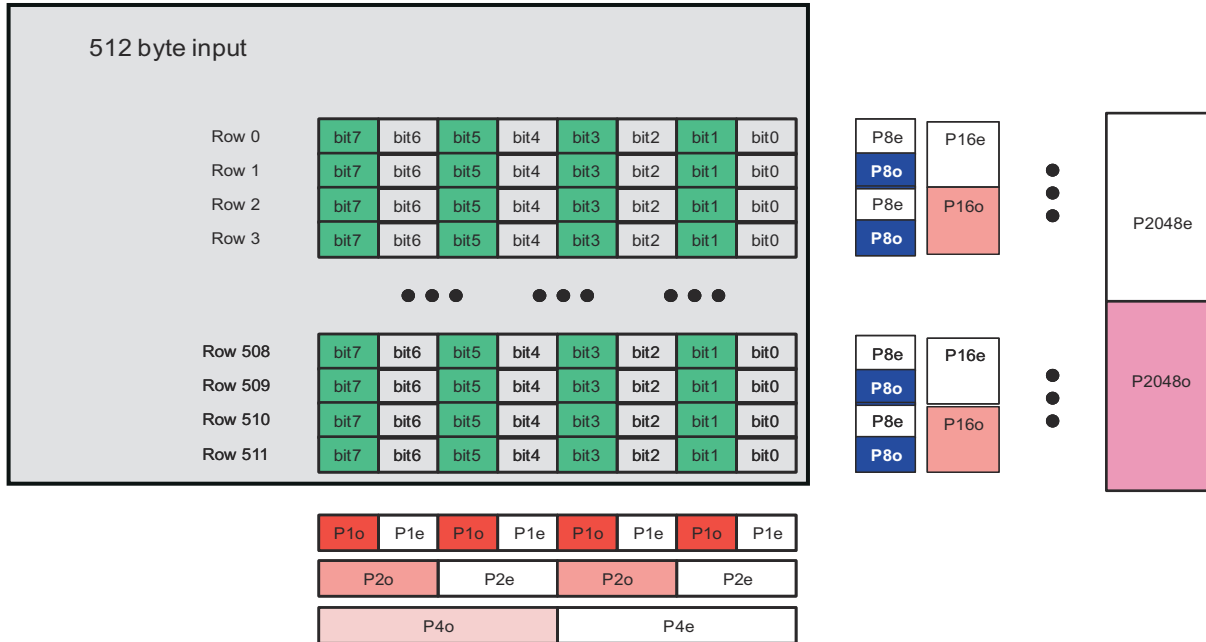 512 byte input
Row 0 bit7 bit6 bit5 bit4 bit3 bit2 bit1 bit0 P8e P16e
Row 1 bit7 bit6 bit5 bit4 bit3 bit2 bit1 bit0 P8o
Row 2 bit7 bit6 bit5 bit4 bit3 bit2 bit1 bit0 P8e P16o
Row 3 bit7 bit6 bit5 bit4 bit3 bit2 bit1 bit0 P8o
P2048e
Row 508 bit7 bit6 bit5 bit4 bit3 bit2 bit1 bit0 P8e P16e
Row 509 bit7 bit6 bit5 bit4 bit3 bit2 bit1 bit0 P8o P2048o
Row 510 bit7 bit6 bit5 bit4 bit3 bit2 bit1 bit0 P8e P16o
Row 511 bit7 bit6 bit5 bit4 bit3 bit2 bit1 bit0 P8o
P1o P1e P1o P1e P1o P1e P1o P1e
P2o P2e P2o P2e
P4o P4e